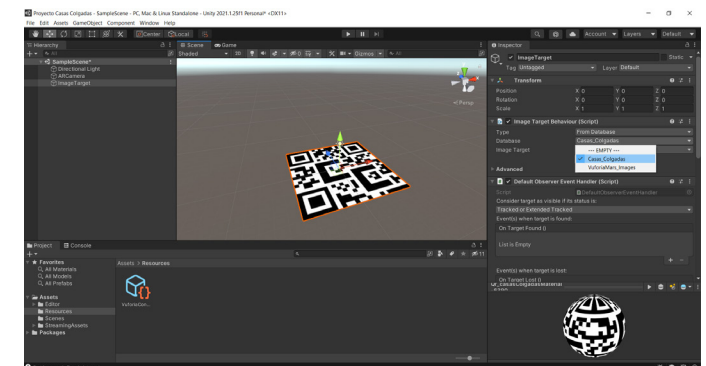 Proyecto Casas Colgadas - SampleScene - PC, Mac & Linux Standalone - Unity 2021.1.25f1 Personal* <DX11>
File Edit Assets GameObject Component Window Help
Center Local
Account Layers Default
Hierarchy
Scene Game
Inspector
All
Shaded 2D 0 Gizmos All
SampleScene*
Directional Light
ARCamera
ImageTarget
Persp
ImageTarget Static
Tag Untagged Layer Default
Transform
Position X 0 Y 0 Z 0
Rotation X 0 Y 0 Z 0
Scale X 1 Y 1 Z 1
Image Target Behaviour (Script)
Type From Database
Database Casas_Colgadas
Image Target
--- EMPTY ---
Casas_Colgadas
VuforiaMars_Images
Advanced
Default Observer Event Handler (Script)
Script DefaultObserverEventHandler
Consider target as visible if its status is:
Tracked or Extended Tracked
Event(s) when target is found:
On Target Found ()
List is Empty
Event(s) when target is lost:
On Target Lost ()
Project Console
11
Favorites
All Materials
All Models
All Prefabs
Assets
Editor
Resources
Scenes
StreamingAssets
Packages
Assets > Resources
VuforiaCon...